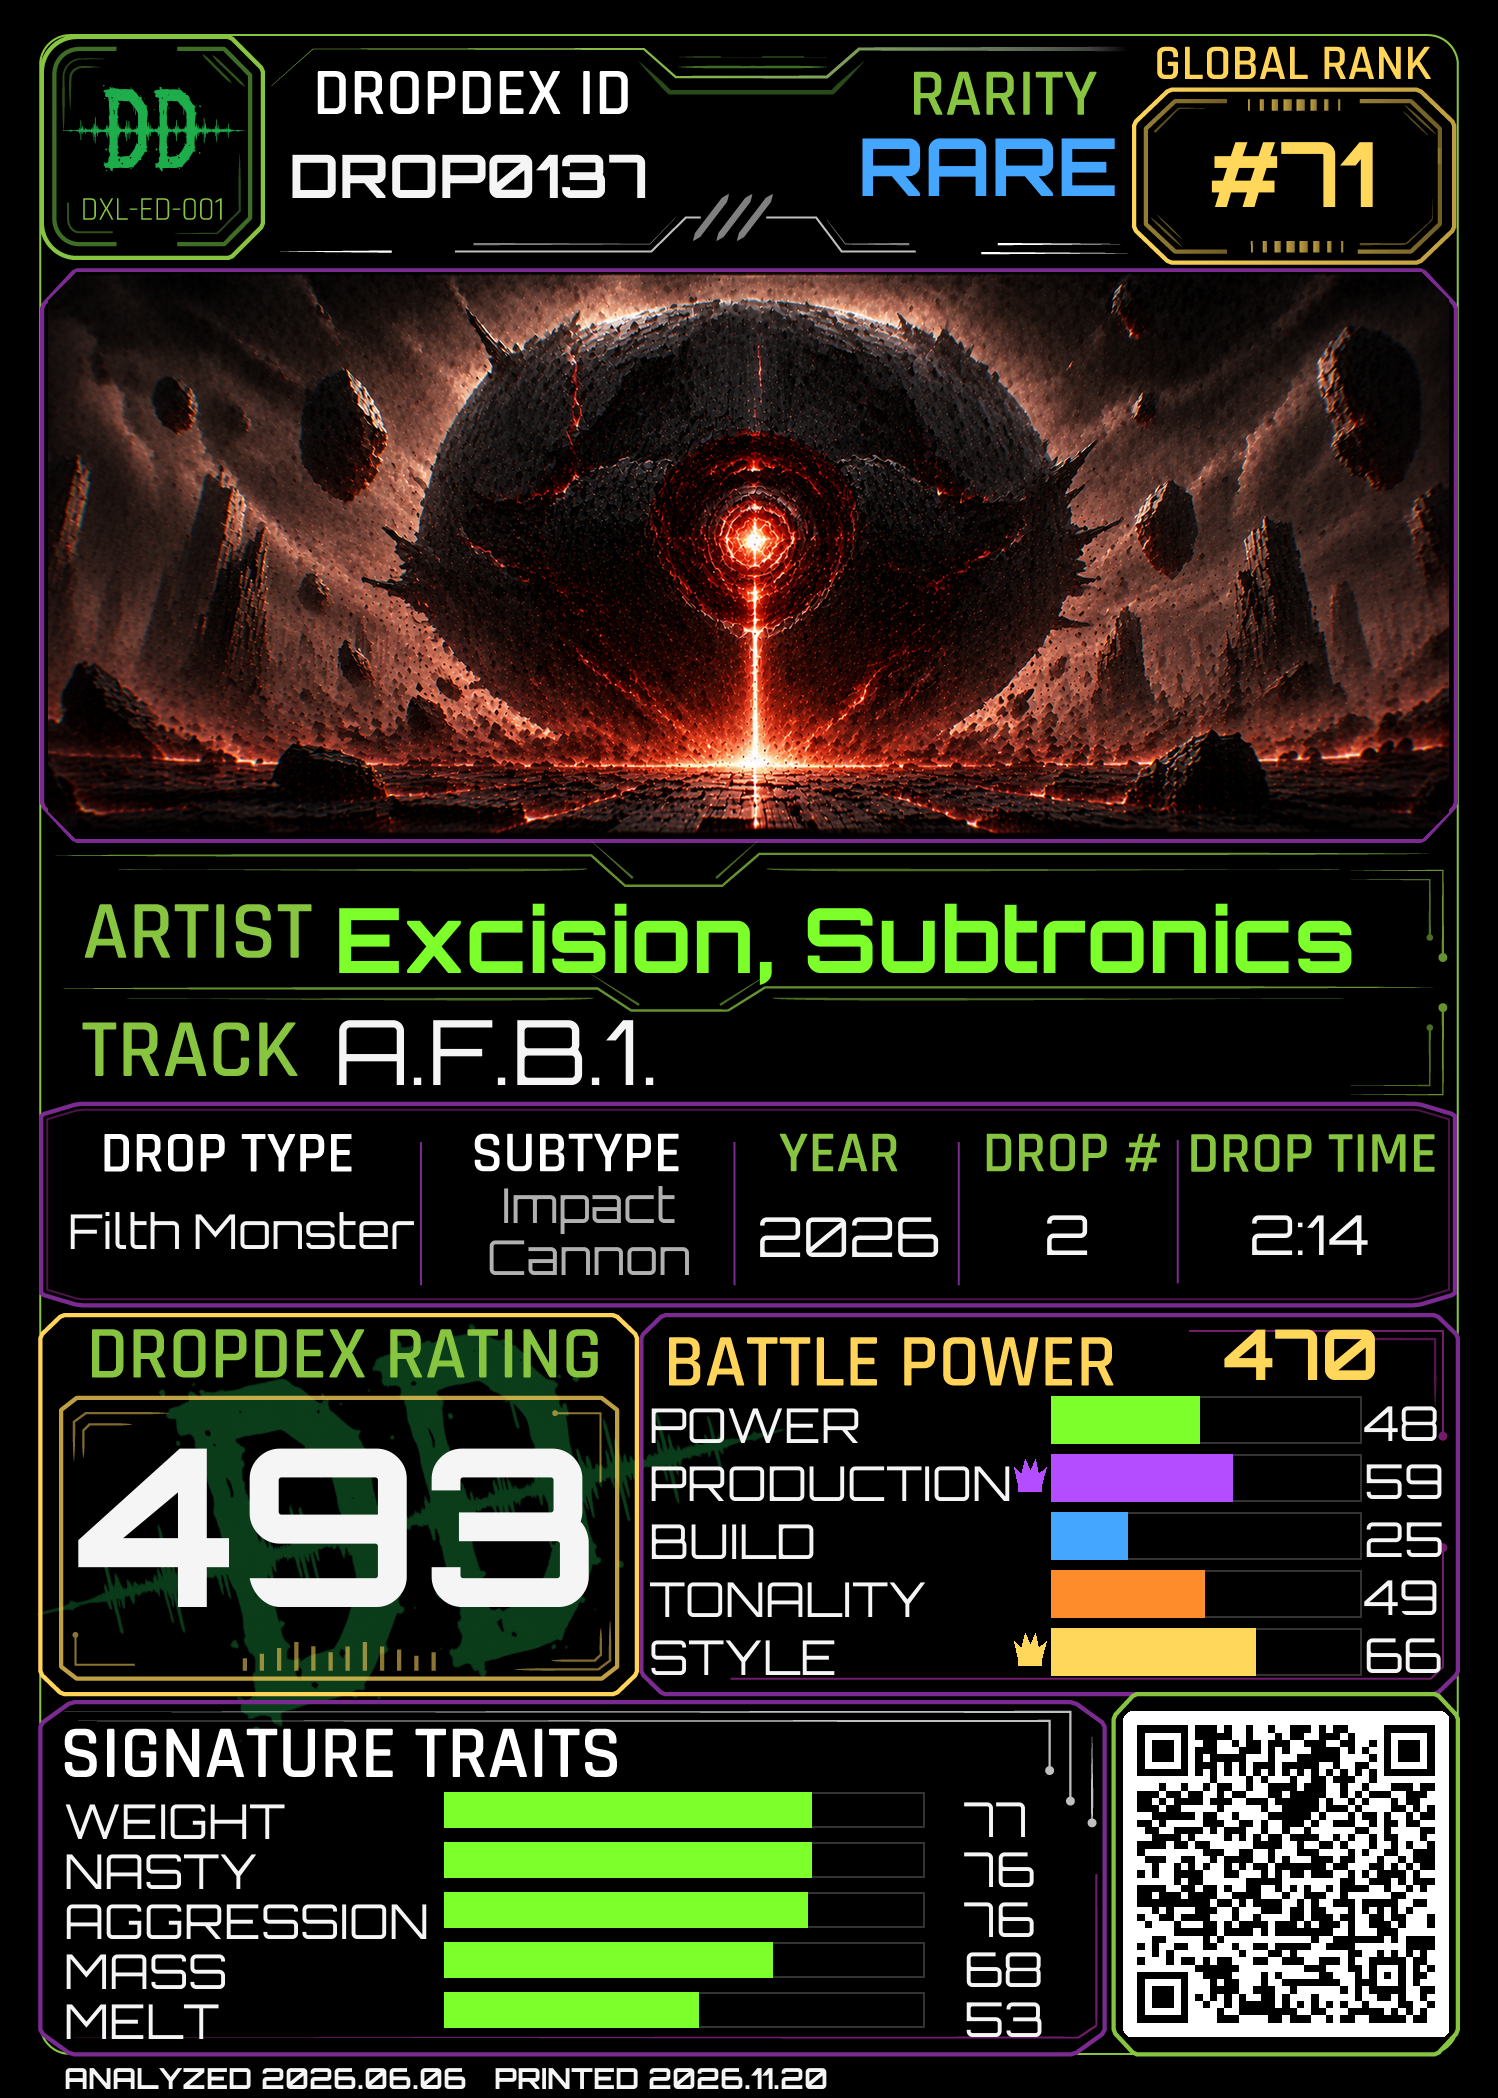 DD
DXL-ED-001
DROPDEX ID
DROP0137
RARITY
RARE
GLOBAL RANK
#71
ARTIST Excision, Subtronics
TRACK A.F.B.1.
DROP TYPE
Filth Monster
SUBTYPE
Impact
Cannon
YEAR
2026
DROP #
2
DROP TIME
2:14
DROPDEX RATING
493
BATTLE POWER 470
POWER 48
PRODUCTION 59
BUILD 25
TONALITY 49
STYLE 66
SIGNATURE TRAITS
WEIGHT 77
NASTY 76
AGGRESSION 76
MASS 68
MELT 53
ANALYZED 2026.06.06 PRINTED 2026.11.20